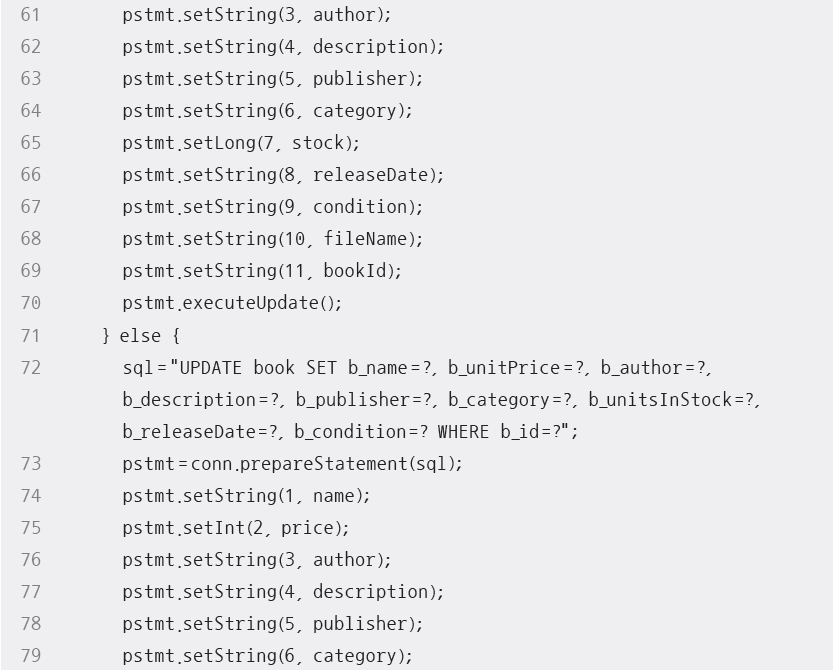 61 pstmt.setString(3, author);
62 pstmt.setString(4, description);
63 pstmt.setString(5, publisher);
64 pstmt.setString(6, category);
65 pstmt.setLong(7, stock);
66 pstmt.setString(8, releaseDate);
67 pstmt.setString(9, condition);
68 pstmt.setString(10, fileName);
69 pstmt.setString(11, bookId);
70 pstmt.executeUpdate();
71 } else {
72 sql="UPDATE book SET b_name=?, b_unitPrice=?, b_author=?,
b_description=?, b_publisher=?, b_category=?, b_unitsInStock=?,
b_releaseDate=?, b_condition=? WHERE b_id=?";
73 pstmt=conn.prepareStatement(sql);
74 pstmt.setString(1, name);
75 pstmt.setInt(2, price);
76 pstmt.setString(3, author);
77 pstmt.setString(4, description);
78 pstmt.setString(5, publisher);
79 pstmt.setString(6, category);